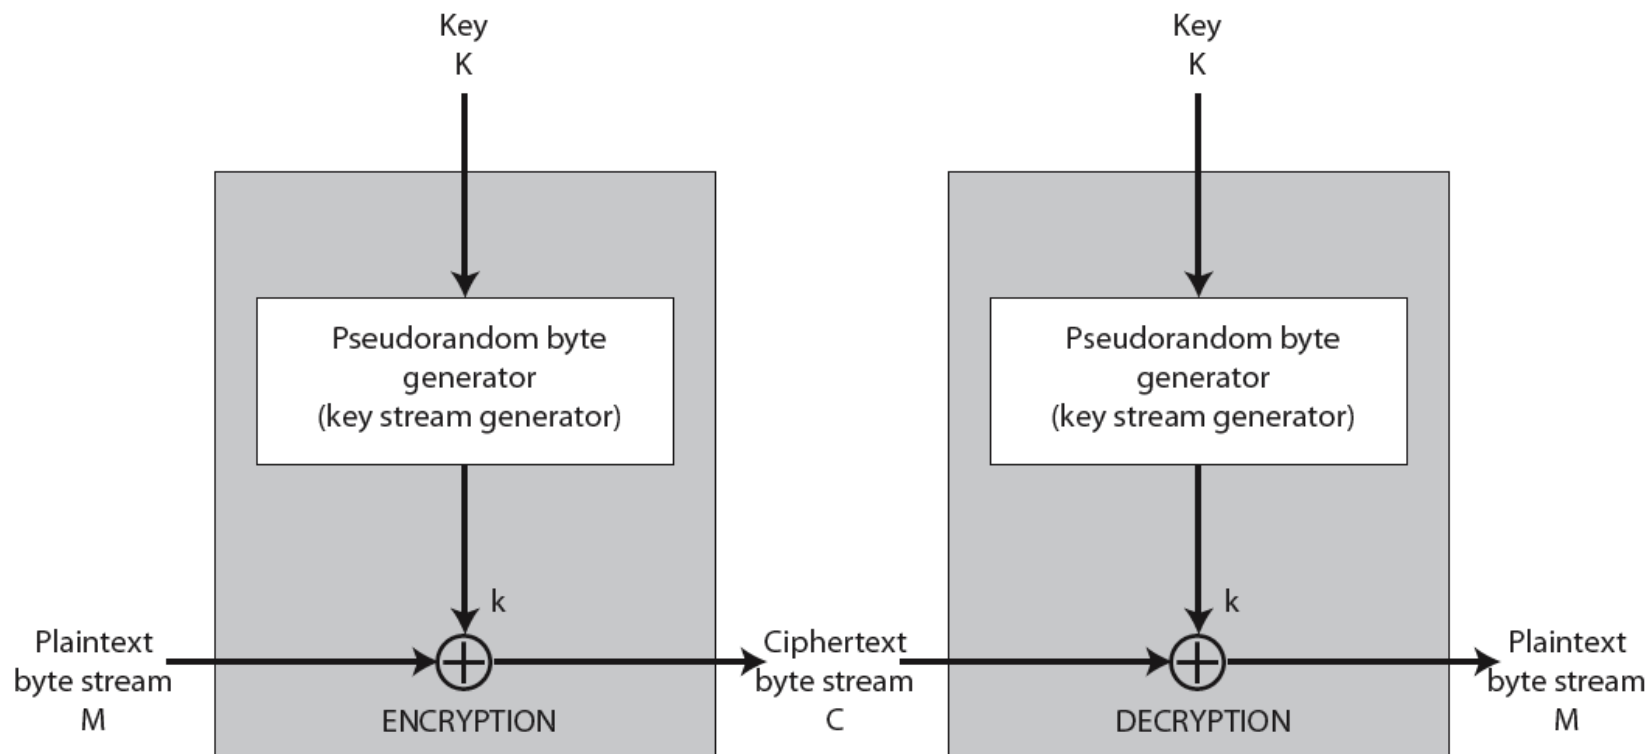 Key
K
Key
K
Pseudorandom byte
generator
(key stream generator)
Pseudorandom byte
generator
(key stream generator)
k
k
Plaintext
byte stream
M
Ciphertext
byte stream
C
Plaintext
byte stream
M
ENCRYPTION
DECRYPTION